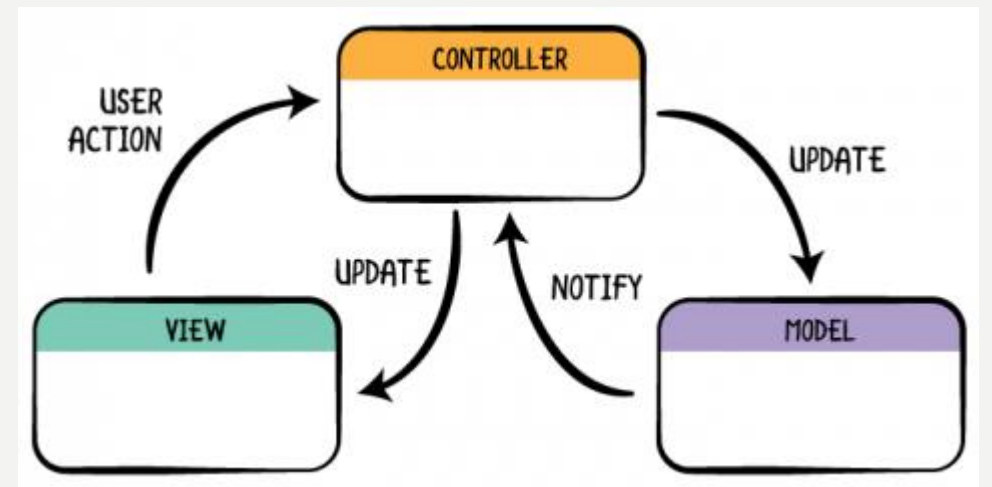 CONTROLLER
USER
ACTION
UPDATE
UPDATE
NOTIFY
VIEW
MODEL